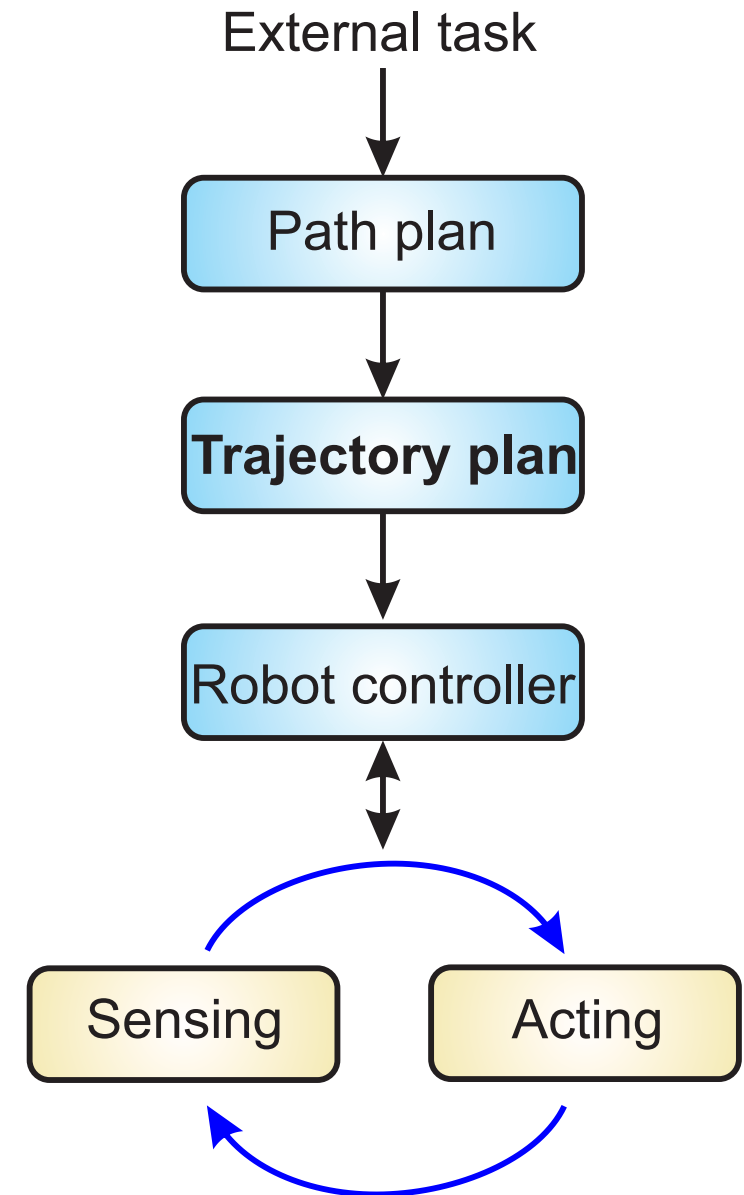 External task
Path plan
Trajectory plan
Robot controller
Sensing
Acting